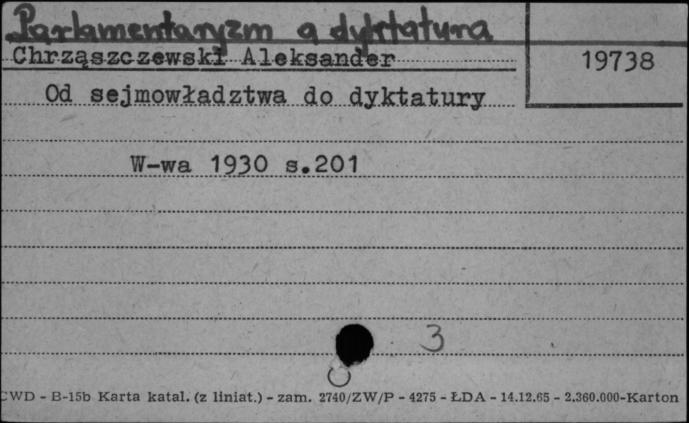 Parlamentaryzm a dyktatura
Chrząszczewski Aleksander
19738
Od sejmowładztwa do dyktatury
W-wa 1930 s.201
3
CWD - B-15b Karta katal. (z liniat.) - zam. 2740/ZW/P - 4275 - ŁDA - 14.12.65 - 2.360.000-Karton